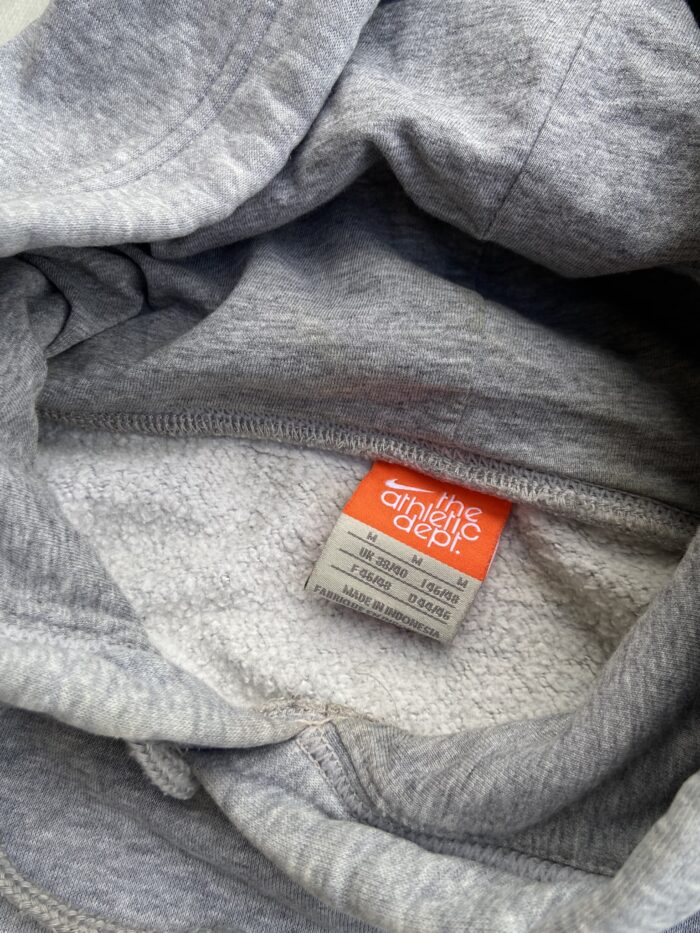 the
athletic
dept.
M M M
UK 38/40 I 46/48
F 46/48 D 44/46
MADE IN INDONESIA